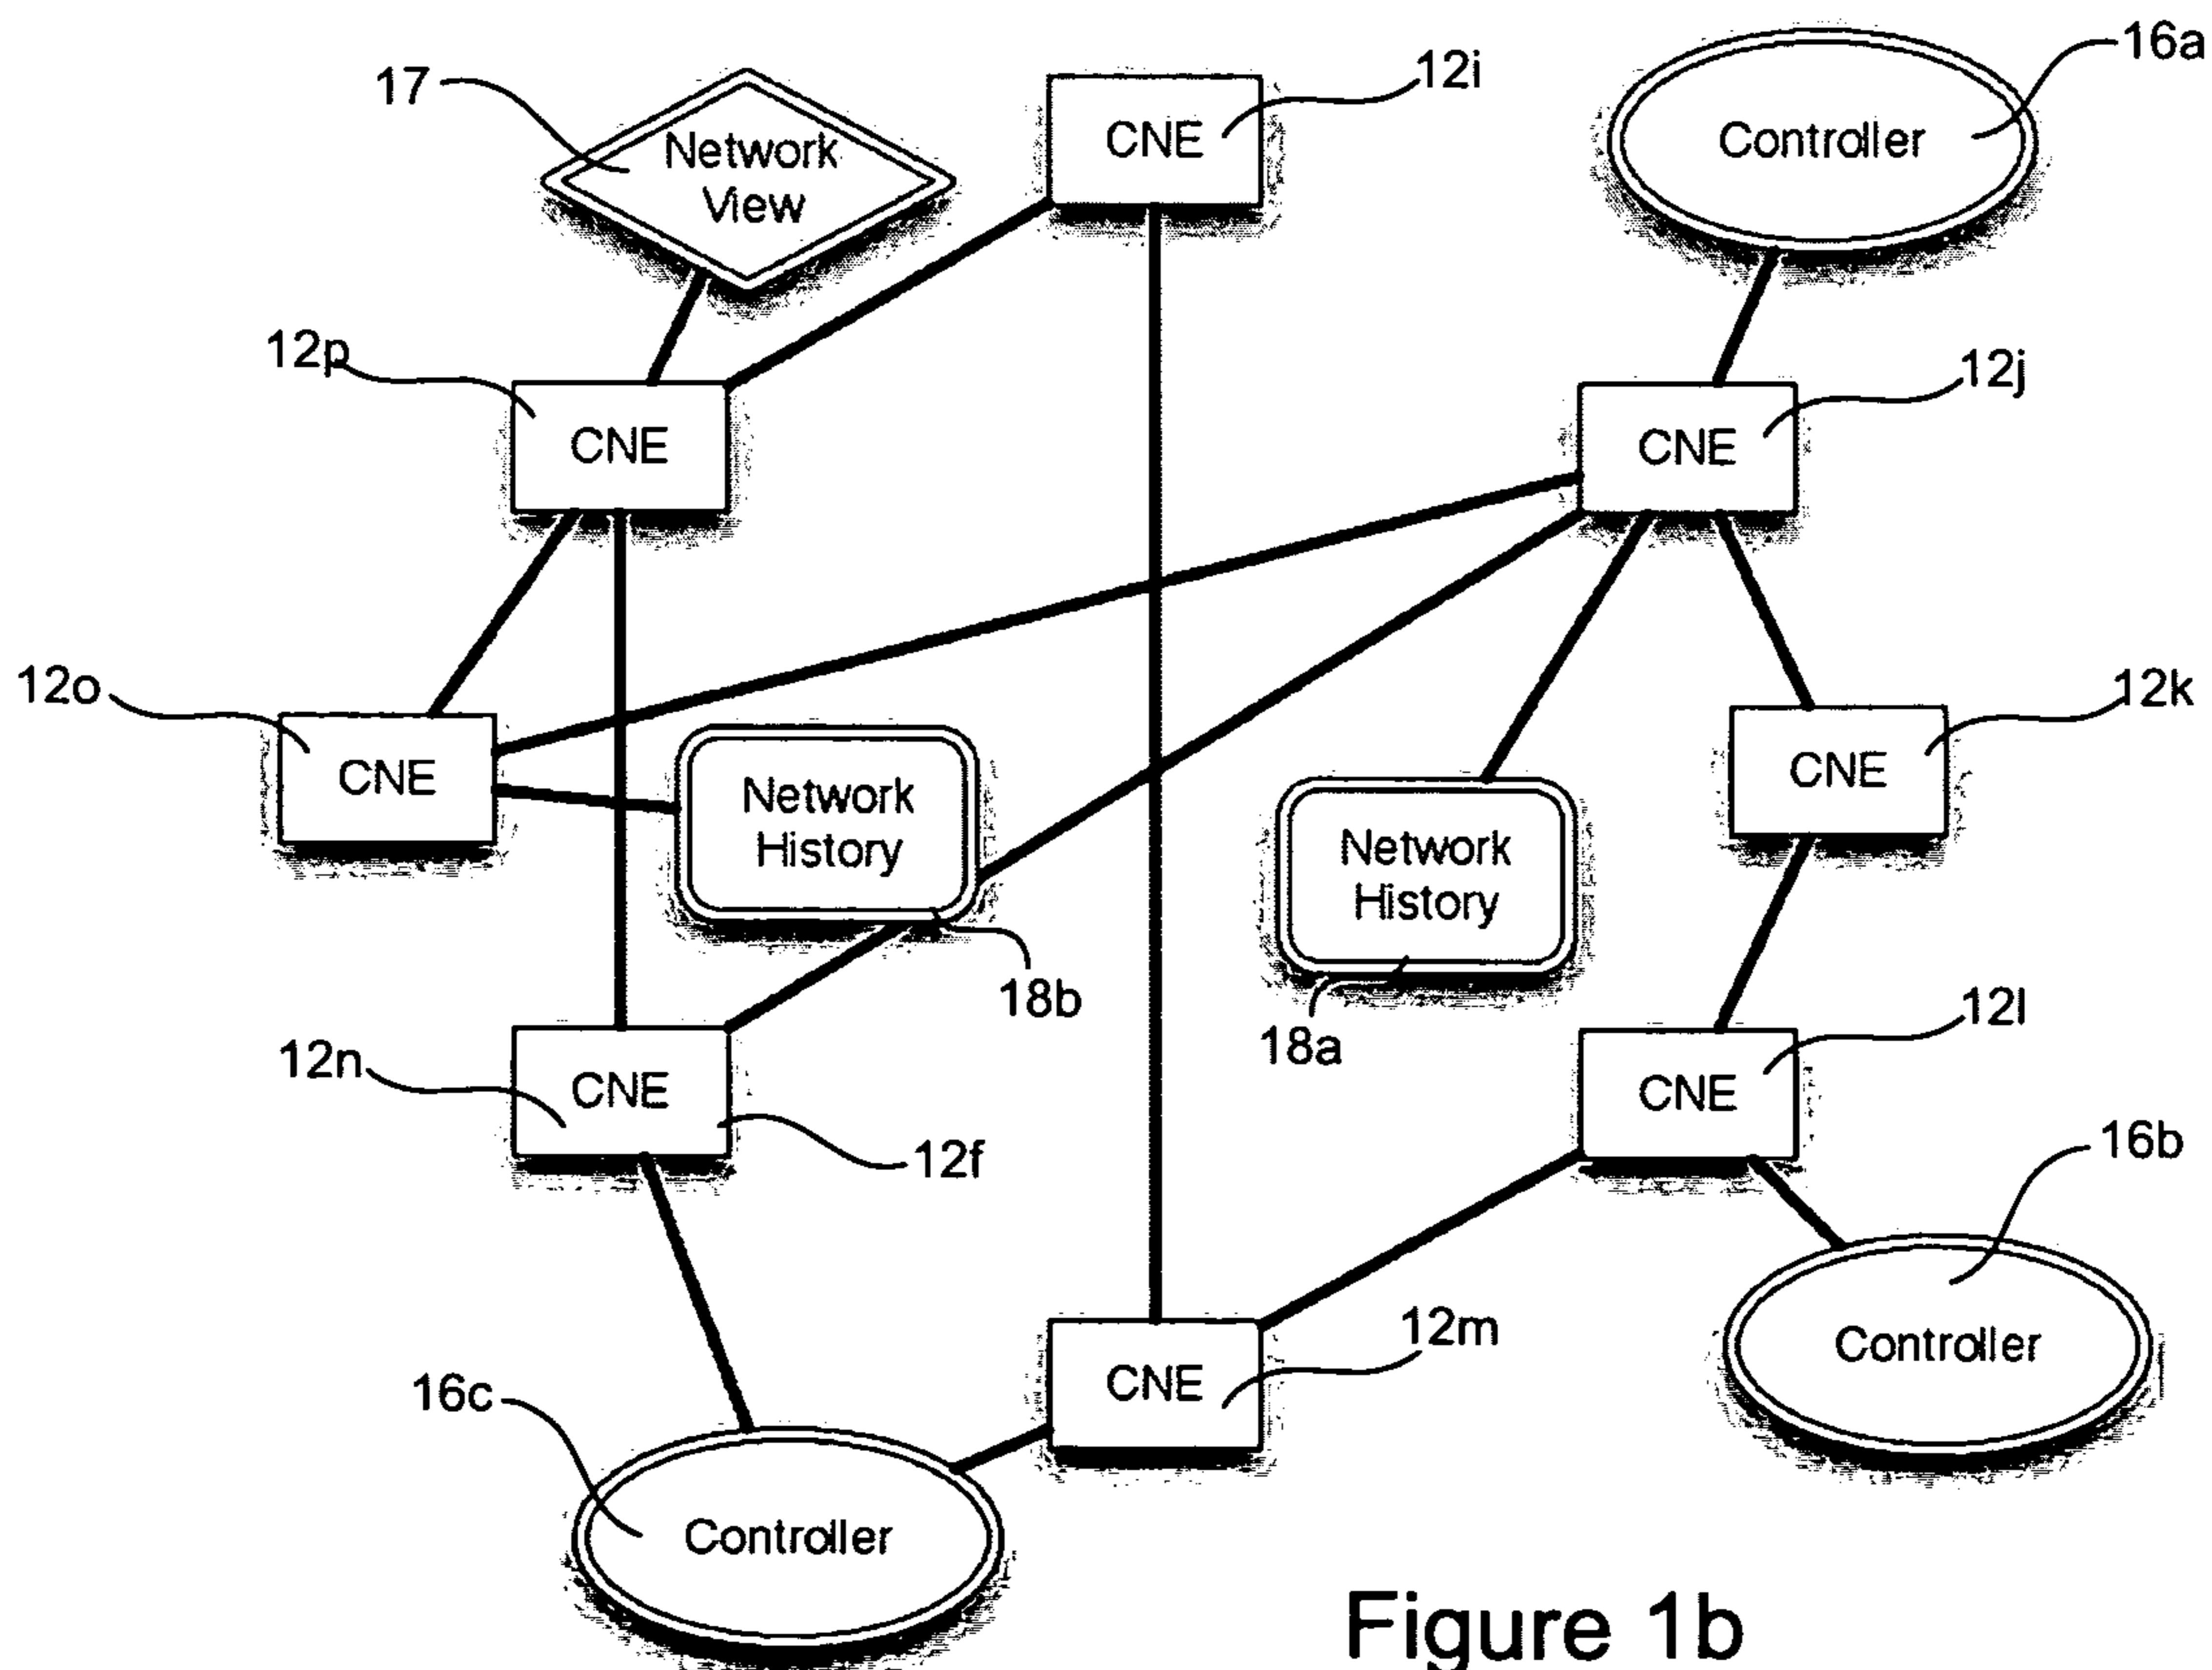 16a
12i
17
CNE
Controller
Network
View
12p
12j
CNE
CNE
12o
12k
CNE
Network
History
CNE
Network
History
18b
12l
18a
12n
CNE
CNE
12f
16b
12m
Controller
16c
CNE
Controller
Figure 1b